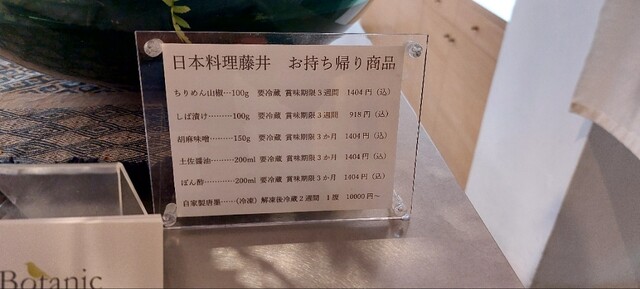 日本料理藤井　お持ち帰り商品
ちりめん山椒…100g　要冷蔵　賞味期限３週間　1404円（込）
しば漬け………100g　要冷蔵　賞味期限３週間　918円（込）
胡麻味噌………150g　要冷蔵　賞味期限３か月　1404円（込）
土佐醤油………200ml　要冷蔵　賞味期限３か月　1404円（込）
ぽん酢…………200ml　要冷蔵　賞味期限３か月　1404円（込）
自家製唐墨……（冷凍）解凍後冷蔵２週間　１腹　10000円～
Botanic